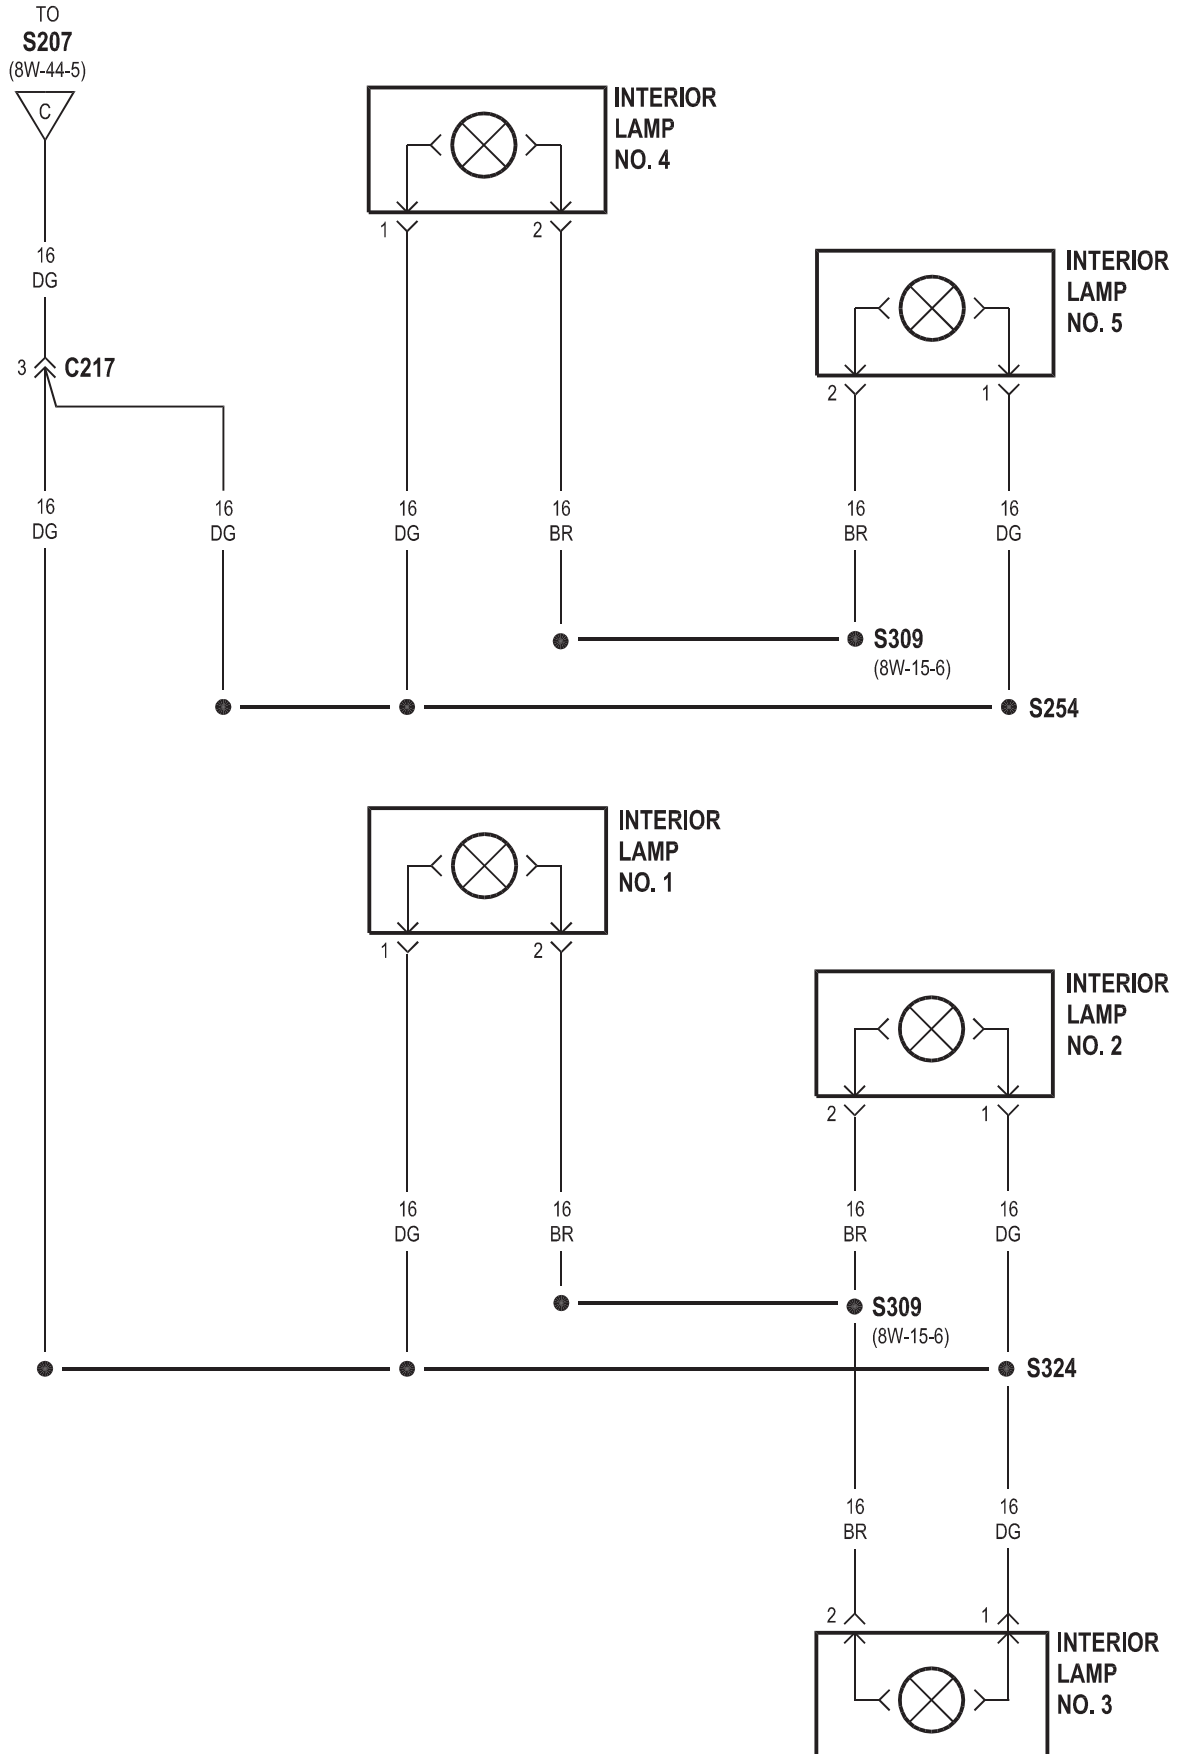 TO
S207
(8W-44-5)
C
INTERIOR
LAMP
NO. 4
1
2
16
DG
INTERIOR
LAMP
NO. 5
3
C217
2
1
16
DG
16
DG
16
DG
16
BR
16
BR
16
DG
S309
(8W-15-6)
S254
INTERIOR
LAMP
NO. 1
1
2
INTERIOR
LAMP
NO. 2
2
1
16
DG
16
BR
16
BR
16
DG
S309
(8W-15-6)
S324
16
BR
16
DG
2
1
INTERIOR
LAMP
NO. 3